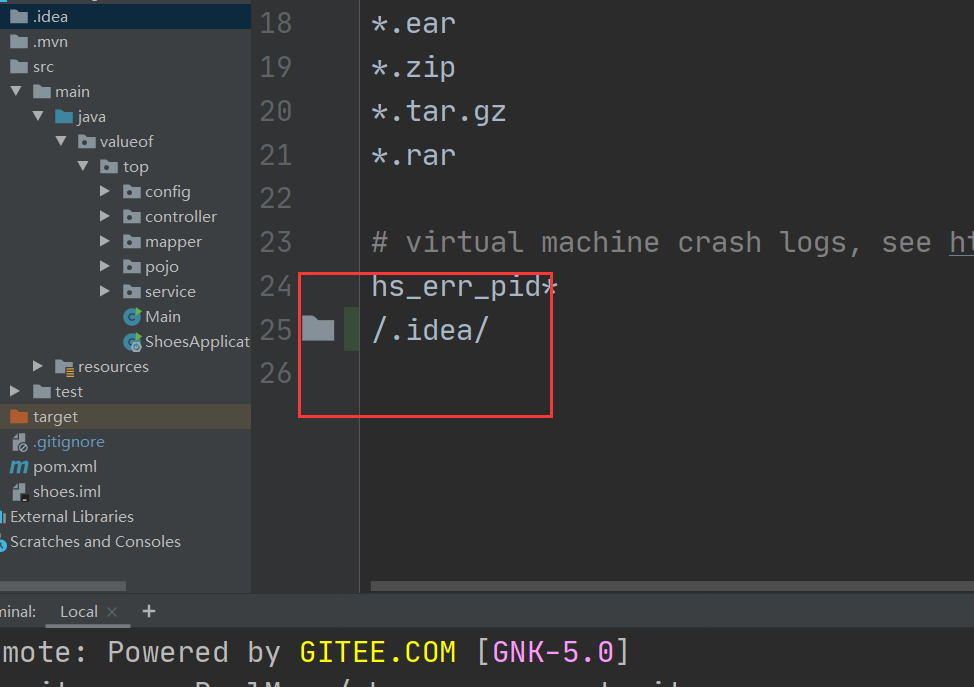 .idea
.mvn
src
main
java
valueof
top
config
controller
mapper
pojo
service
Main
ShoesApplicat
resources
test
target
.gitignore
pom.xml
shoes.iml
External Libraries
Scratches and Consoles
18 *.ear
19 *.zip
20 *.tar.gz
21 *.rar
22
23 # virtual machine crash logs, see ht
24 hs_err_pid*
25 /.idea/
26
minal: Local × +
mote: Powered by GITEE.COM [GNK-5.0]